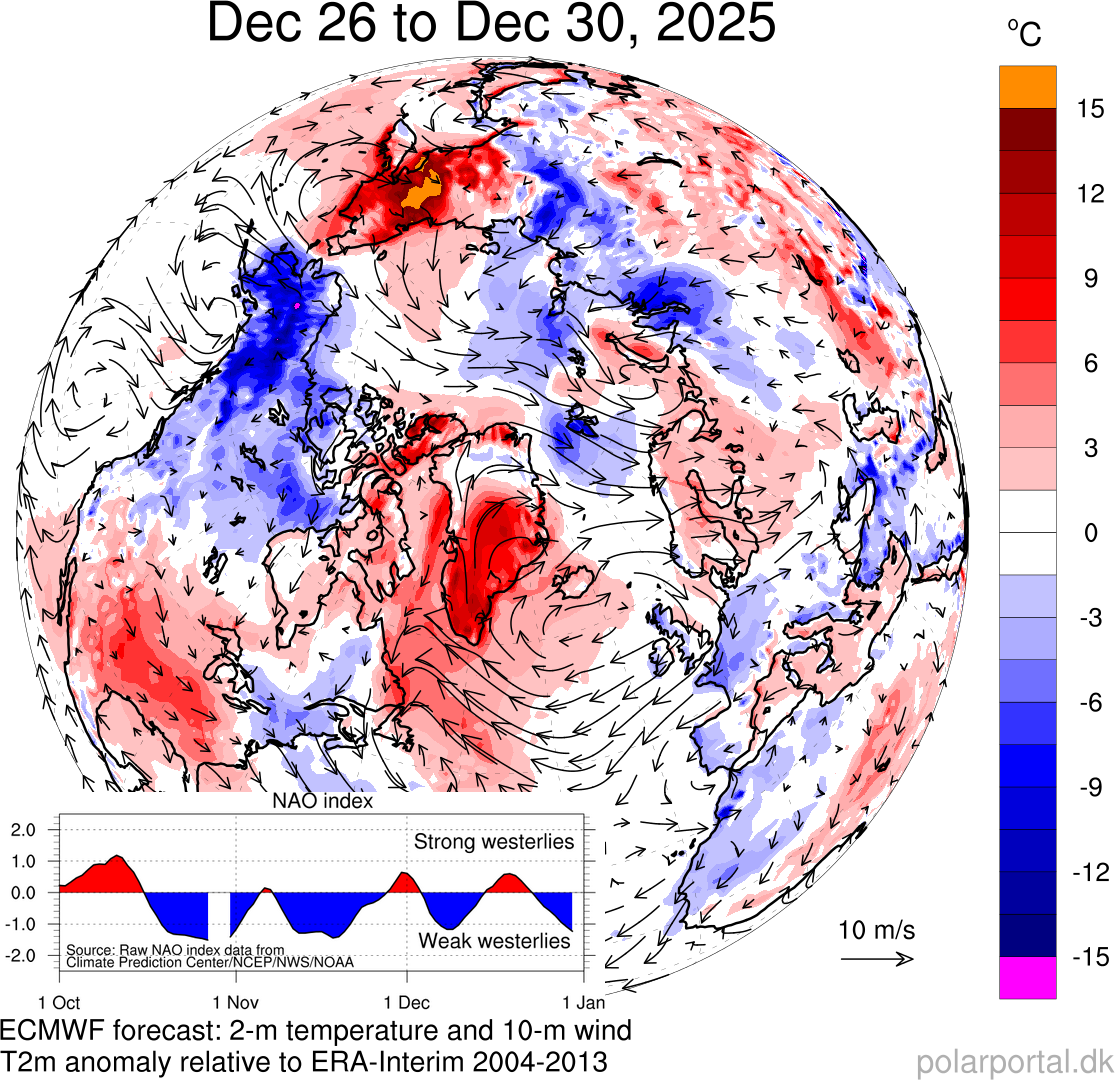 Dec 26 to Dec 30, 2025
°C
15
12
9
6
3
0
-3
-6
-9
-12
-15
NAO index
2.0
1.0
0.0
-1.0
-2.0
Strong westerlies
Weak westerlies
Source: Raw NAO index data from
Climate Prediction Center/NCEP/NWS/NOAA
1 Oct
1 Nov
1 Dec
1 Jan
10 m/s
ECMWF forecast: 2-m temperature and 10-m wind
T2m anomaly relative to ERA-Interim 2004-2013
polarportal.dk